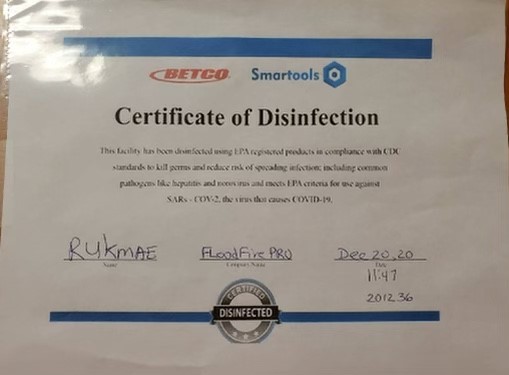 BETCO Smartools
Certificate of Disinfection
This facility has been disinfected using EPA registered products in compliance with CDC
standards to kill germs and reduce risk of spreading infection; including common
pathogens like hepatitis and norovirus and meets EPA criteria for use against
SARs - COV-2, the virus that causes COVID-19.
RUKMAE FLoodFire PRO Dec 20, 20
Name Company Name Date
11:47
2012.36
CERTIFIED
DISINFECTED